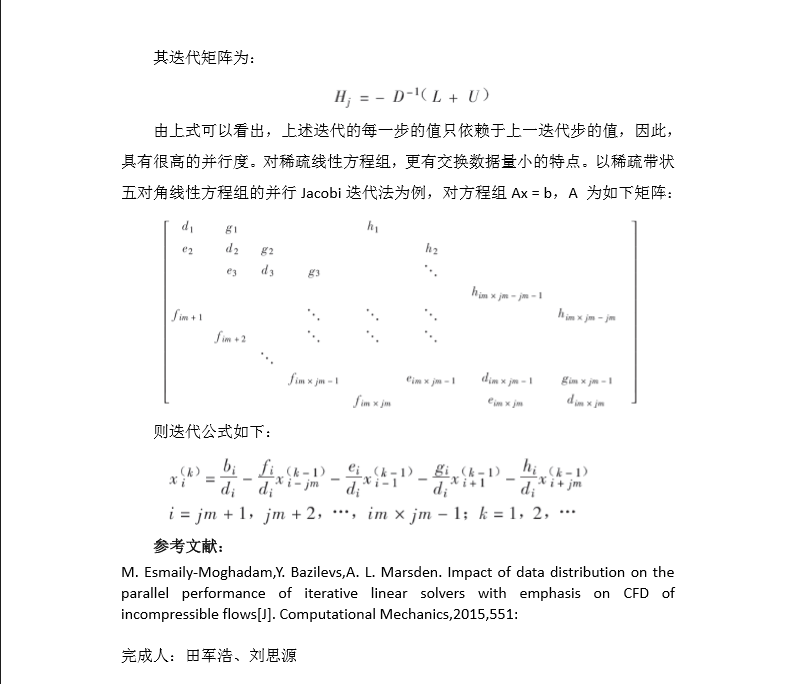 其迭代矩阵为：
H_j = - D^{-1}( L + U )
由上式可以看出，上述迭代的每一步的值只依赖于上一迭代步的值，因此，
具有很高的并行度。对稀疏线性方程组，更有交换数据量小的特点。以稀疏带状
五对角线性方程组的并行 Jacobi 迭代法为例，对方程组 Ax = b，A 为如下矩阵：
d_1 g_1 h_1
e_2 d_2 g_2 h_2
e_3 d_3 g_3 ⋱
h_{im×jm-jm-1}
f_{im+1} ⋱ ⋱ ⋱ h_{im×jm-jm}
f_{im+2} ⋱ ⋱ ⋱
⋱
f_{im×jm-1} e_{im×jm-1} d_{im×jm-1} g_{im×jm-1}
f_{im×jm} e_{im×jm} d_{im×jm}
则迭代公式如下：
x_i^{(k)} = \frac{b_i}{d_i} - \frac{f_i}{d_i} x_{i-jm}^{(k-1)} - \frac{e_i}{d_i} x_{i-1}^{(k-1)} - \frac{g_i}{d_i} x_{i+1}^{(k-1)} - \frac{h_i}{d_i} x_{i+jm}^{(k-1)}
i = jm + 1, jm + 2, ⋯, im × jm - 1; k = 1, 2, ⋯
参考文献：
M. Esmaily-Moghadam,Y. Bazilevs,A. L. Marsden. Impact of data distribution on the
parallel performance of iterative linear solvers with emphasis on CFD of
incompressible flows[J]. Computational Mechanics,2015,551:
完成人：田军浩、刘思源